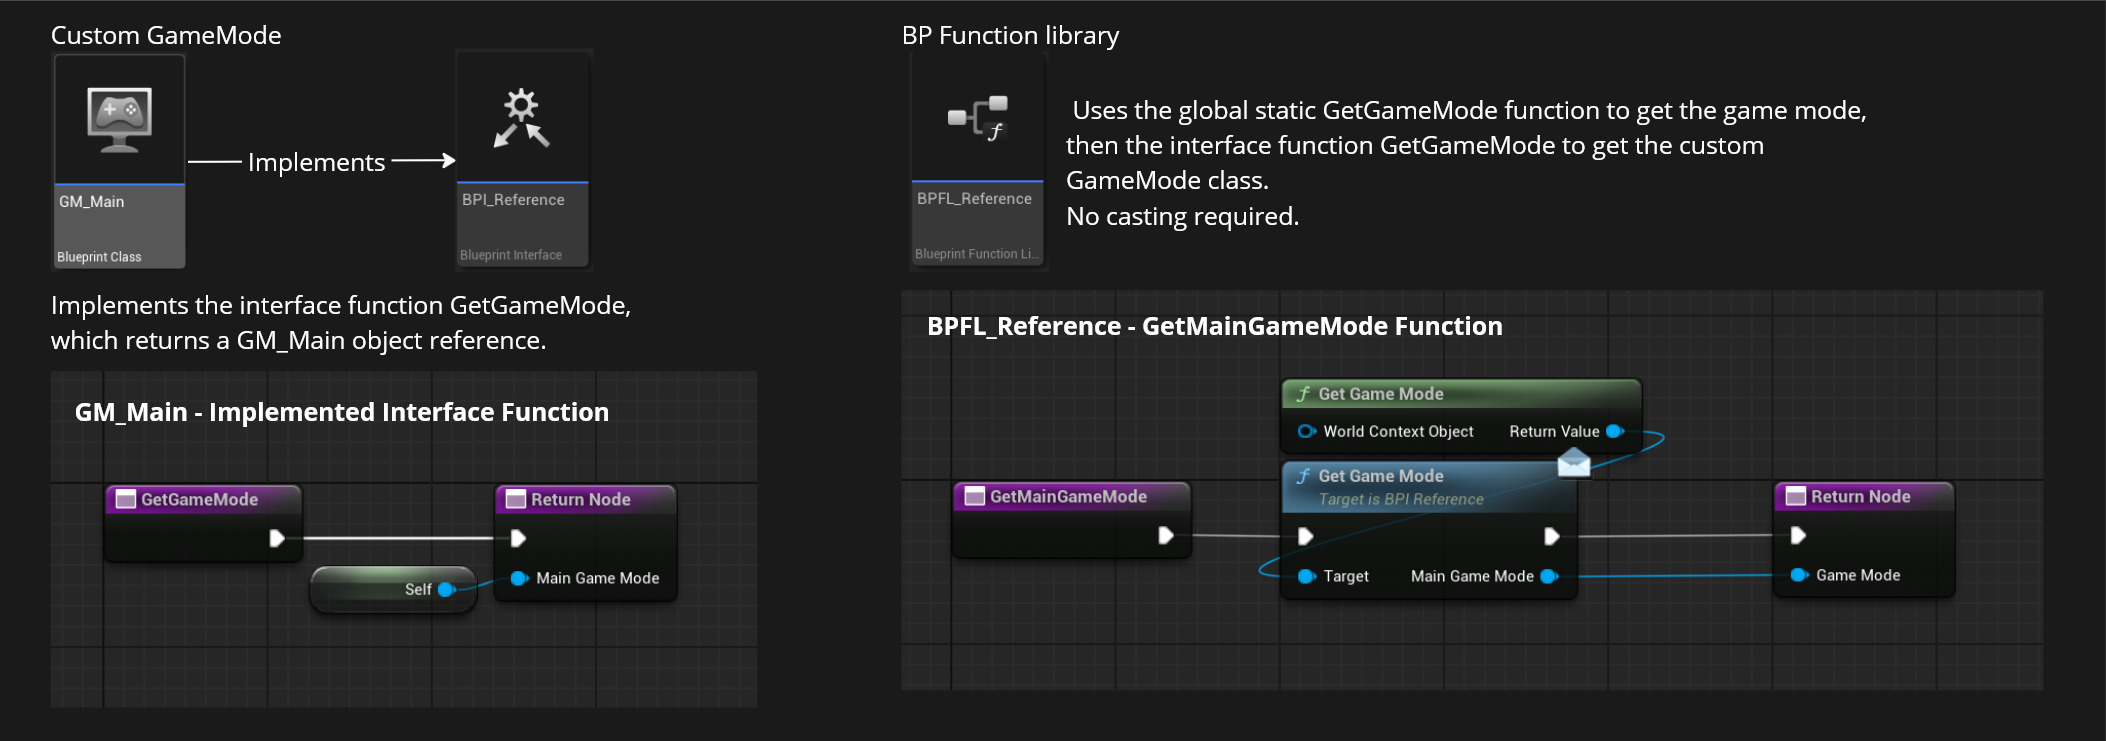 Custom GameMode
GM_Main
Blueprint Class
Implements
BPI_Reference
Blueprint Interface
Implements the interface function GetGameMode,
which returns a GM_Main object reference.
GM_Main - Implemented Interface Function
GetGameMode
Self
Return Node
Main Game Mode
BP Function library
BPFL_Reference
Blueprint Function Li...
Uses the global static GetGameMode function to get the game mode,
then the interface function GetGameMode to get the custom
GameMode class.
No casting required.
BPFL_Reference - GetMainGameMode Function
GetMainGameMode
f Get Game Mode
World Context Object Return Value
f Get Game Mode
Target is BPI Reference
Target Main Game Mode
Return Node
Game Mode